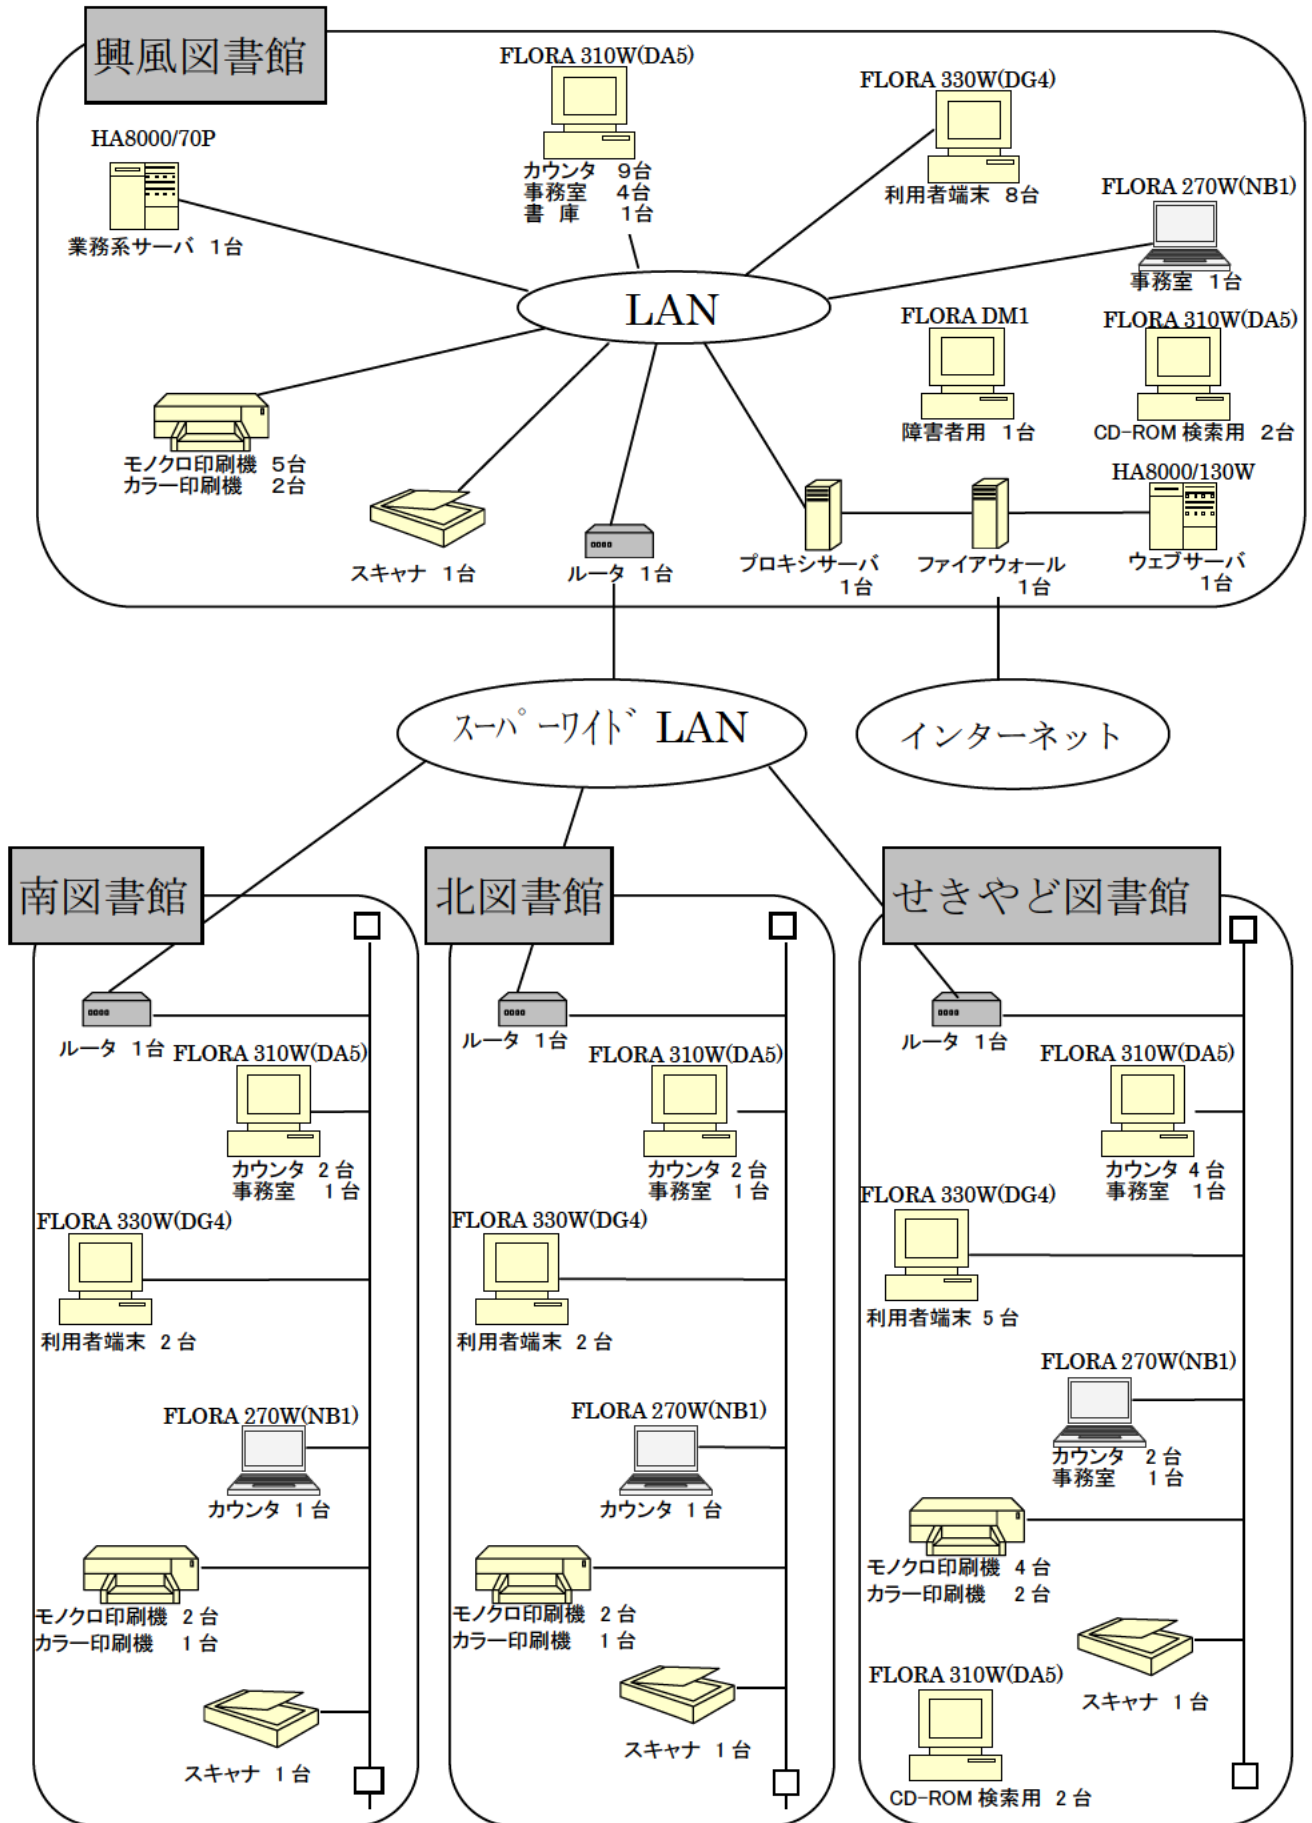 興風図書館
FLORA 310W(DA5)
カウンタ 9台
事務室 4台
書 庫 1台
FLORA 330W(DG4)
利用者端末 8台
HA8000/70P
業務系サーバ 1台
FLORA 270W(NB1)
事務室 1台
LAN
FLORA DM1
障害者用 1台
FLORA 310W(DA5)
CD-ROM 検索用 2台
モノクロ印刷機 5台
カラー印刷機 2台
スキャナ 1台
ルータ 1台
プロキシサーバ
1台
ファイアウォール
1台
HA8000/130W
ウェブサーバ
1台
スーパーワイド LAN
インターネット
南図書館
ルータ 1台
FLORA 310W(DA5)
カウンタ 2台
事務室 1台
FLORA 330W(DG4)
利用者端末 2台
FLORA 270W(NB1)
カウンタ 1台
モノクロ印刷機 2台
カラー印刷機 1台
スキャナ 1台
北図書館
ルータ 1台
FLORA 310W(DA5)
カウンタ 2台
事務室 1台
FLORA 330W(DG4)
利用者端末 2台
FLORA 270W(NB1)
カウンタ 1台
モノクロ印刷機 2台
カラー印刷機 1台
スキャナ 1台
せきやど図書館
ルータ 1台
FLORA 310W(DA5)
カウンタ 4台
事務室 1台
FLORA 330W(DG4)
利用者端末 5台
FLORA 270W(NB1)
カウンタ 2台
事務室 1台
モノクロ印刷機 4台
カラー印刷機 2台
スキャナ 1台
FLORA 310W(DA5)
CD-ROM 検索用 2台